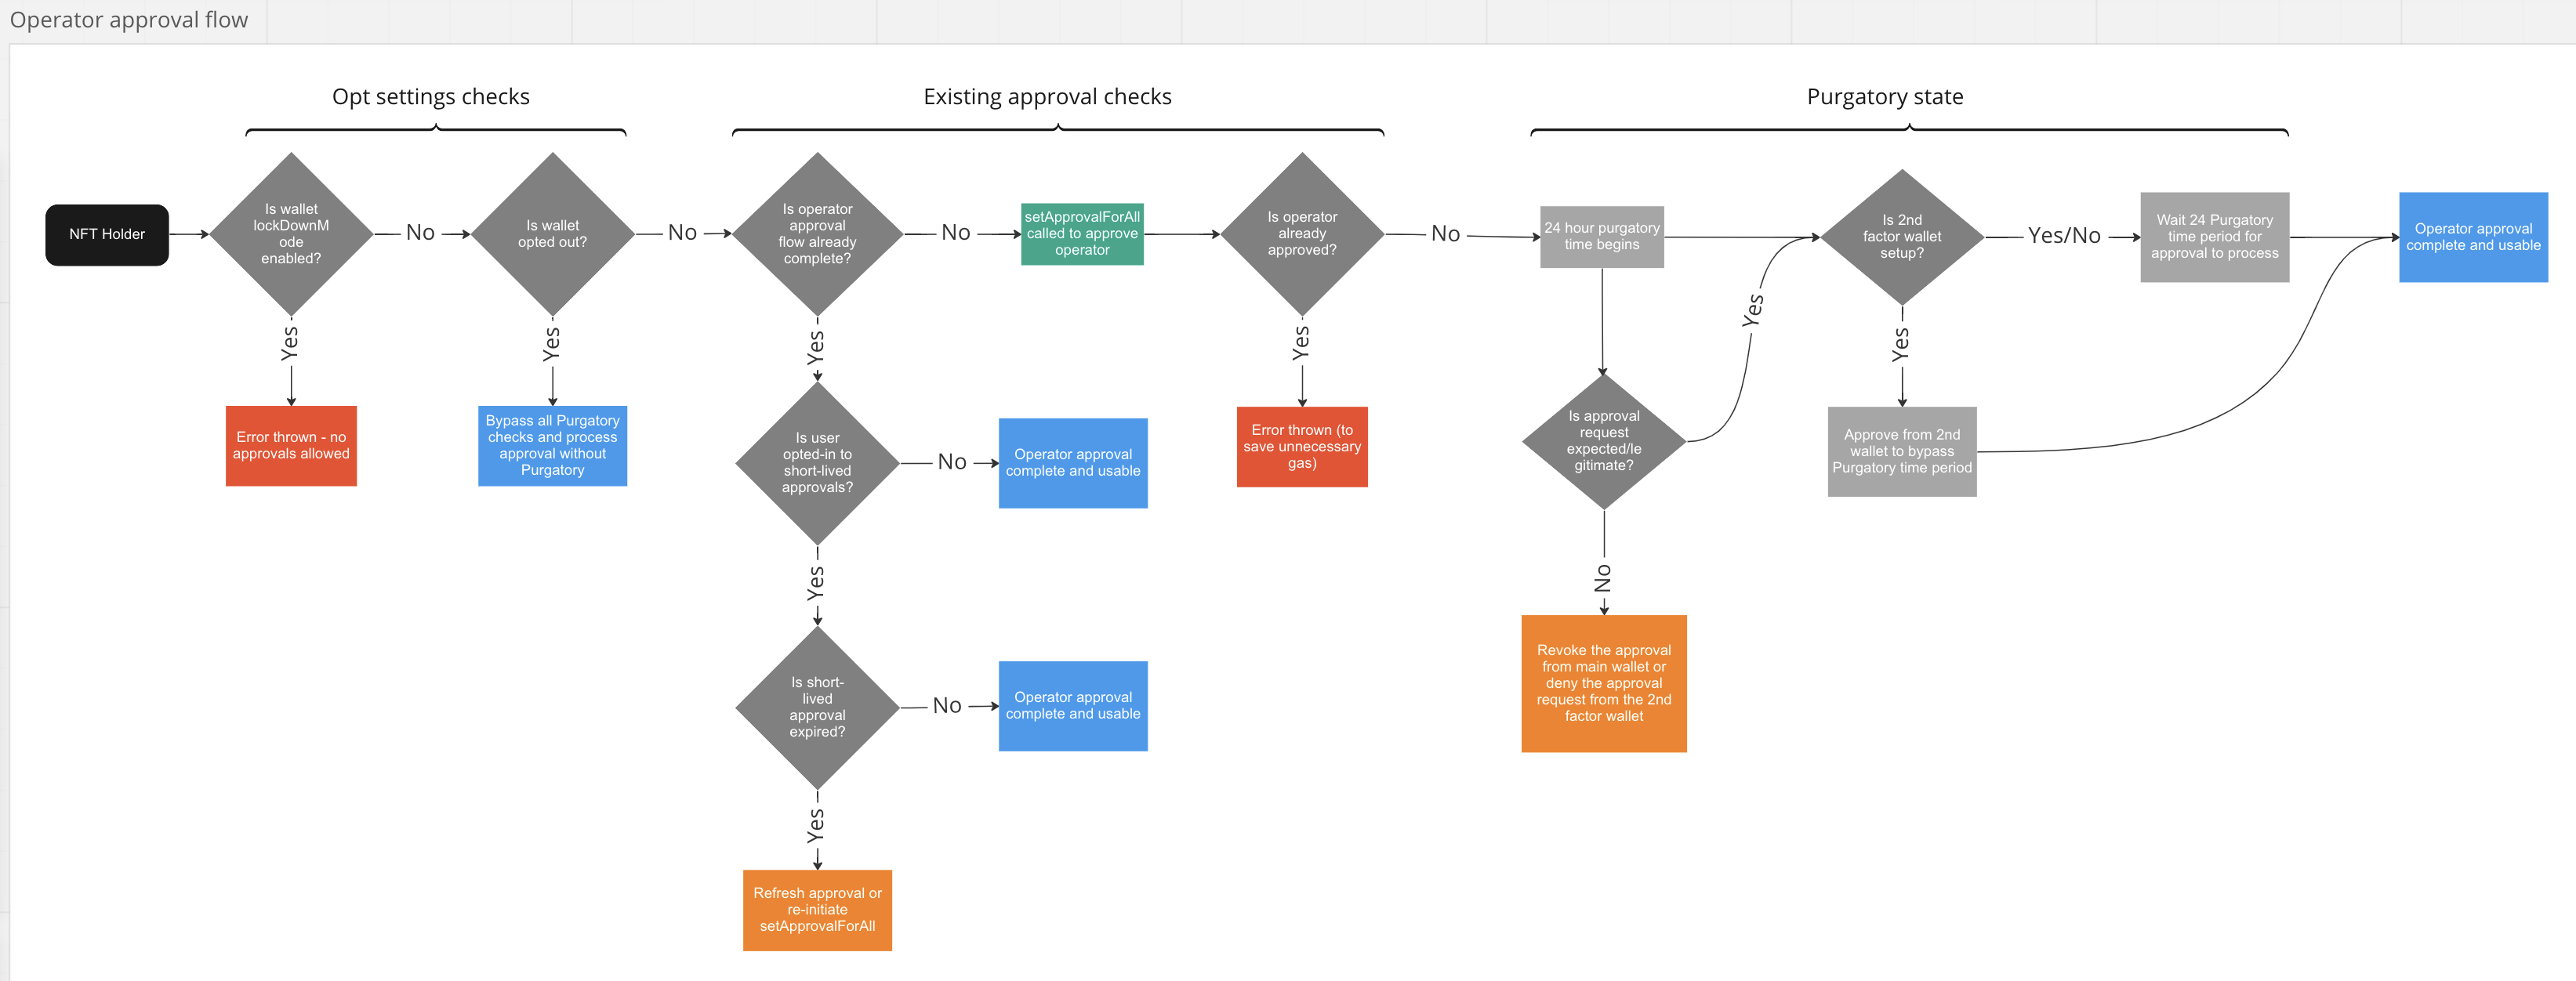 Operator approval flow
Opt settings checks
Existing approval checks
Purgatory state
NFT Holder
Is wallet
lockDownM
ode
enabled?
No
Yes
Error thrown - no
approvals allowed
Is wallet
opted out?
No
Yes
Bypass all Purgatory
checks and process
approval without
Purgatory
Is operator
approval
flow already
complete?
No
Yes
setApprovalForAll
called to approve
operator
Is operator
already
approved?
No
Yes
Error thrown (to
save unnecessary
gas)
Is user
opted-in to
short-lived
approvals?
No
Operator approval
complete and usable
Yes
Is short-
lived
approval
expired?
No
Operator approval
complete and usable
Yes
Refresh approval or
re-initiate
setApprovalForAll
24 hour purgatory
time begins
Is approval
request
expected/le
gitimate?
Yes
No
Revoke the approval
from main wallet or
deny the approval
request from the 2nd
factor wallet
Is 2nd
factor wallet
setup?
Yes/No
Yes
Approve from 2nd
wallet to bypass
Purgatory time period
Wait 24 Purgatory
time period for
approval to process
Operator approval
complete and usable